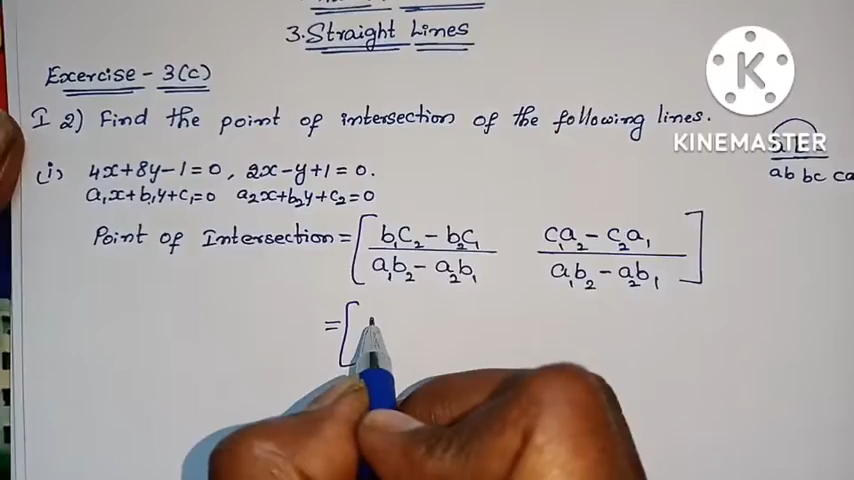 3. Straight Lines
Exercise - 3(c)
I 2) Find the point of intersection of the following lines.
(i) 4x+8y-1=0, 2x-y+1=0.
a₁x+b₁y+c₁=0 a₂x+b₂y+c₂=0
Point of Intersection = [ b₁c₂ - b₂c₁ / a₁b₂ - a₂b₁ c₁a₂ - c₂a₁ / a₁b₂ - a₂b₁ ]
= [
K
KINEMASTER
ab bc ca